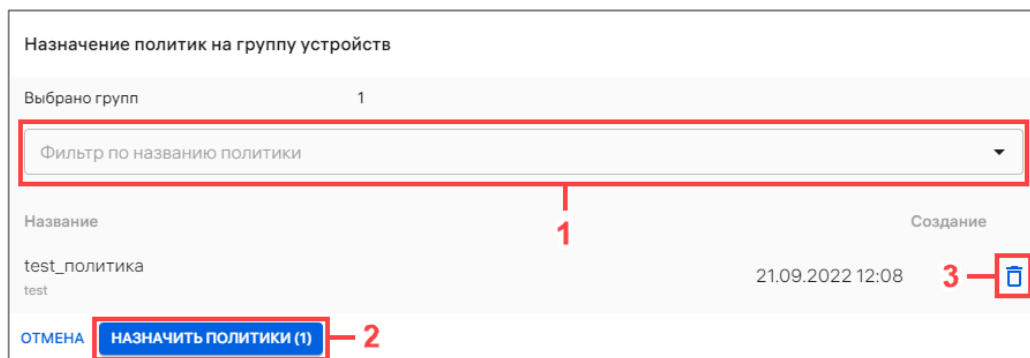 Назначение политик на группу устройств
Выбрано групп 1
Фильтр по названию политики
1
Название Создание
test_политика 21.09.2022 12:08 3
test
ОТМЕНА НАЗНАЧИТЬ ПОЛИТИКИ (1) 2